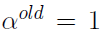 α^{old} = 1